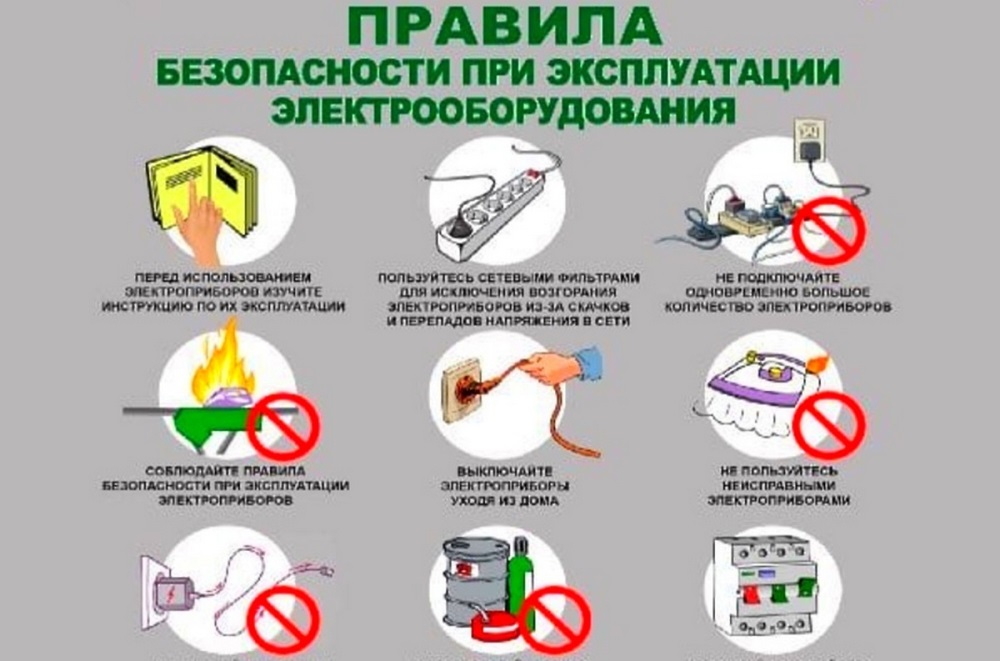 ПРАВИЛА
БЕЗОПАСНОСТИ ПРИ ЭКСПЛУАТАЦИИ
ЭЛЕКТРООБОРУДОВАНИЯ
ПЕРЕД ИСПОЛЬЗОВАНИЕМ
ЭЛЕКТРОПРИБОРОВ ИЗУЧИТЕ
ИНСТРУКЦИЮ ПО ИХ ЭКСПЛУАТАЦИИ
ПОЛЬЗУЙТЕСЬ СЕТЕВЫМИ ФИЛЬТРАМИ
ДЛЯ ИСКЛЮЧЕНИЯ ВОЗГОРАНИЯ
ЭЛЕКТРОПРИБОРОВ ИЗ-ЗА СКАЧКОВ
И ПЕРЕПАДОВ НАПРЯЖЕНИЯ В СЕТИ
НЕ ПОДКЛЮЧАЙТЕ
ОДНОВРЕМЕННО БОЛЬШОЕ
КОЛИЧЕСТВО ЭЛЕКТРОПРИБОРОВ
СОБЛЮДАЙТЕ ПРАВИЛА
БЕЗОПАСНОСТИ ПРИ ЭКСПЛУАТАЦИИ
ЭЛЕКТРОПРИБОРОВ
ВЫКЛЮЧАЙТЕ
ЭЛЕКТРОПРИБОРЫ
УХОДЯ ИЗ ДОМА
НЕ ПОЛЬЗУЙТЕСЬ
НЕИСПРАВНЫМИ
ЭЛЕКТРОПРИБОРАМИ